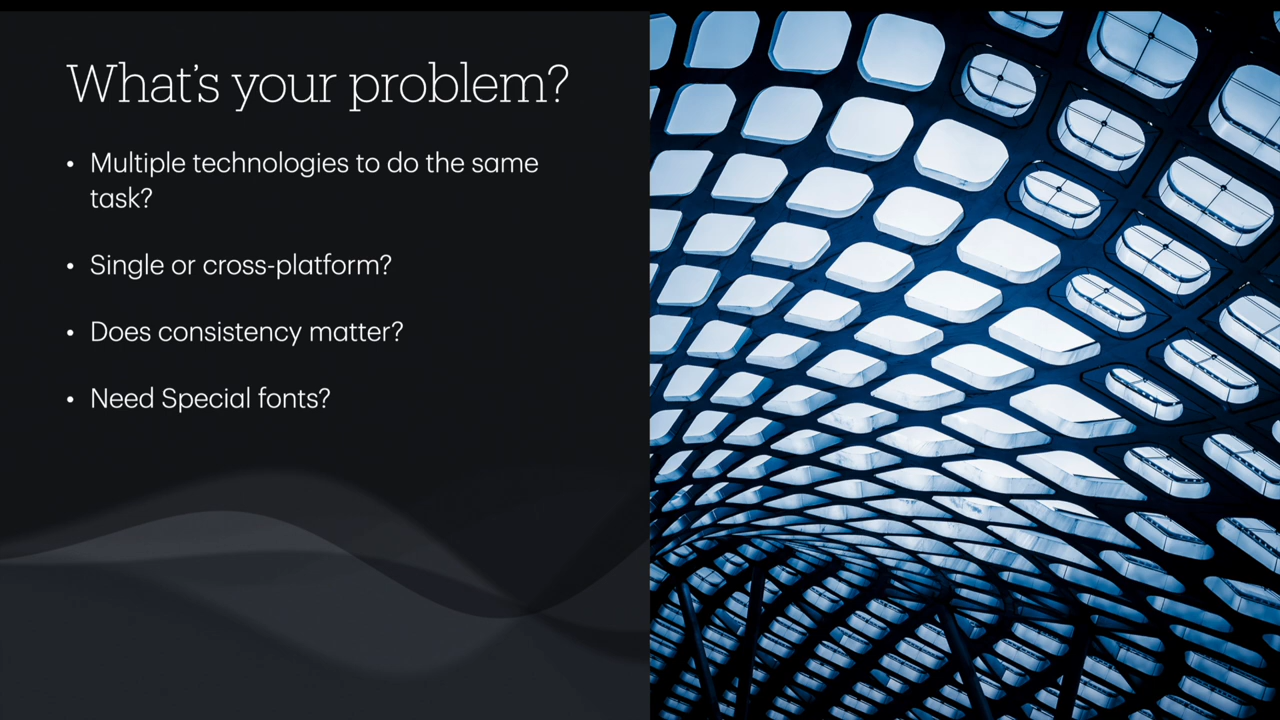 What's your problem?
• Multiple technologies to do the same
task?
• Single or cross-platform?
• Does consistency matter?
• Need Special fonts?